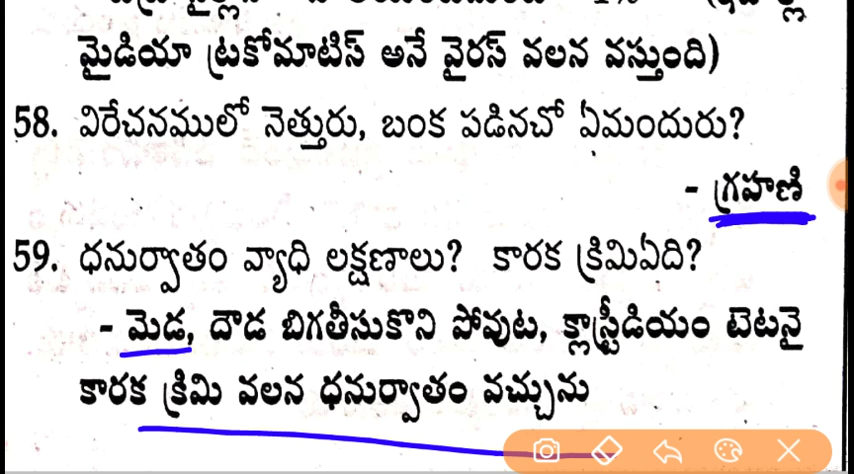 మైడియా ట్రకోమాటిస్ అనే వైరస్ వలన వస్తుంది)
58. విరేచనములో నెత్తురు, బంక పడినచో ఏమందురు?
- గ్రహణి
59. ధనుర్వాతం వ్యాధి లక్షణాలు? కారక క్రిమిఏది?
- మెడ, దౌడ బిగతీసుకొని పోవుట, క్లాస్ట్రీడియం టెటనై
కారక క్రిమి వలన ధనుర్వాతం వచ్చును